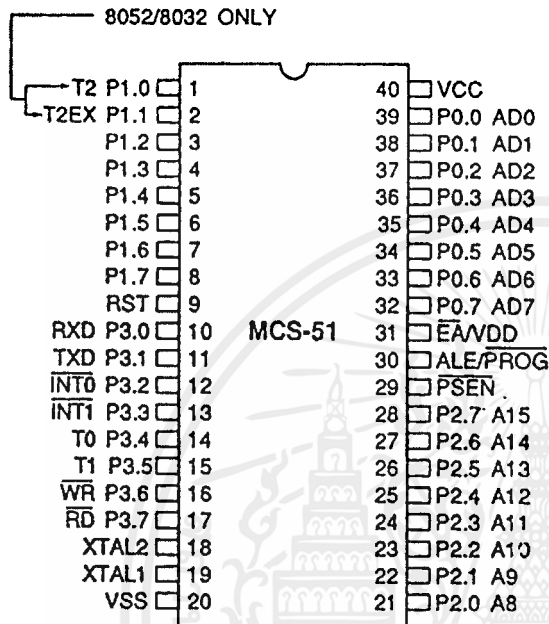 8052/8032 ONLY
T2 P1.0 1
T2EX P1.1 2
P1.2 3
P1.3 4
P1.4 5
P1.5 6
P1.6 7
P1.7 8
RST 9
RXD P3.0 10
TXD P3.1 11
INT0 P3.2 12
INT1 P3.3 13
T0 P3.4 14
T1 P3.5 15
WR P3.6 16
RD P3.7 17
XTAL2 18
XTAL1 19
VSS 20
MCS-51
40 VCC
39 P0.0 AD0
38 P0.1 AD1
37 P0.2 AD2
36 P0.3 AD3
35 P0.4 AD4
34 P0.5 AD5
33 P0.6 AD6
32 P0.7 AD7
31 EA/VDD
30 ALE/PROG
29 PSEN
28 P2.7 A15
27 P2.6 A14
26 P2.5 A13
25 P2.4 A12
24 P2.3 A11
23 P2.2 A10
22 P2.1 A9
21 P2.0 A8